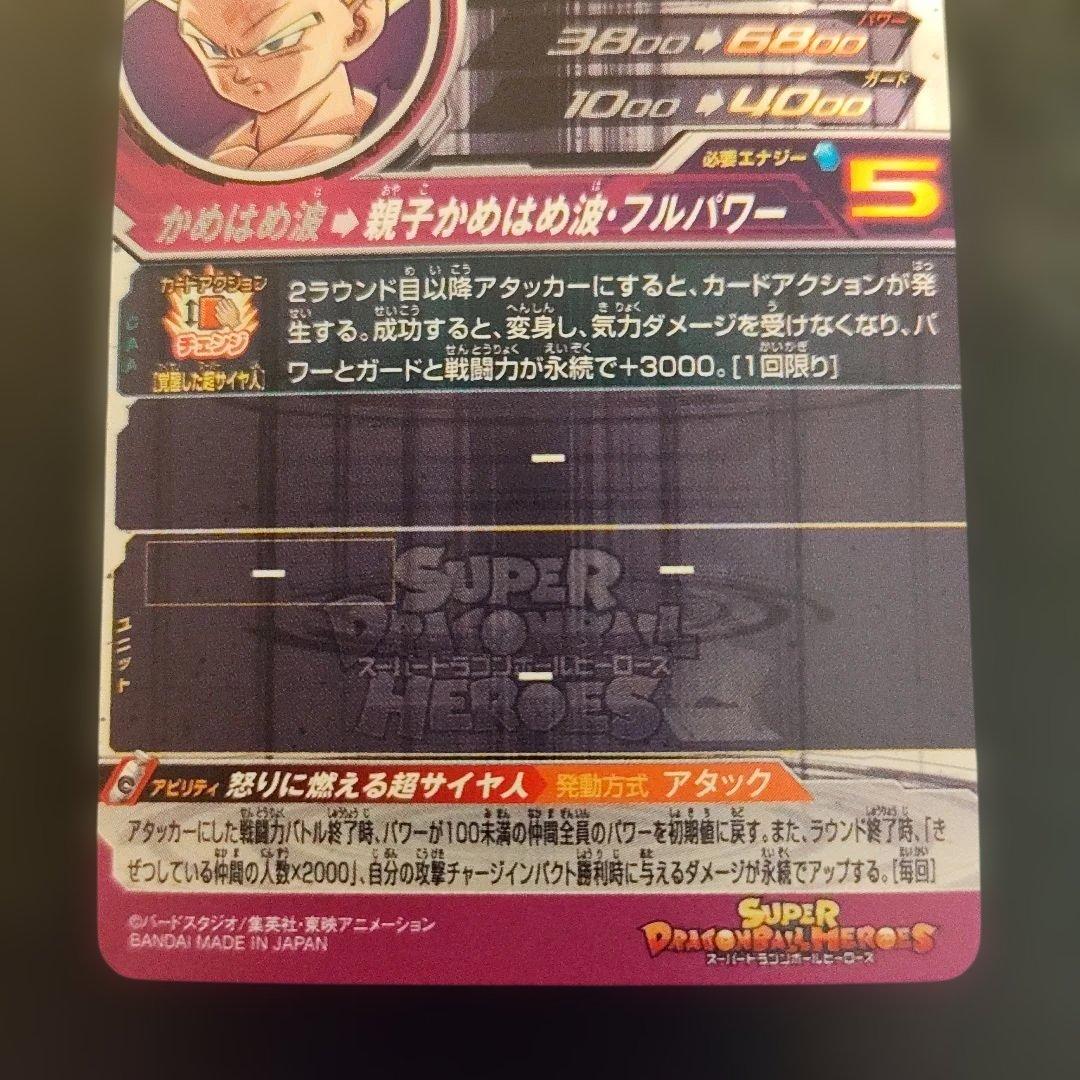 パワー
3800➡6800
ガード
1000➡4000
必要エナジー 5
かめはめ波➡親子かめはめ波・フルパワー
カードアクション
チェンジ
[覚醒した超サイヤ人]
CAA
2ラウンド目以降アタッカーにすると、カードアクションが発
生する。成功すると、変身し、気力ダメージを受けなくなり、パ
ワーとガードと戦闘力が永続で+3000。[1回限り]
ー
ユニット
ー ー
ー
SUPER
DRAGONBALL
スーパードラゴンボールヒーローズ
HEROES
アビリティ 怒りに燃える超サイヤ人 発動方式 アタック
アタッカーにした戦闘力バトル終了時、パワーが100未満の仲間全員のパワーを初期値に戻す。また、ラウンド終了時、「き
ぜつしている仲間の人数×2000」、自分の攻撃チャージインパクト勝利時に与えるダメージが永続でアップする。[毎回]
©バードスタジオ/集英社・東映アニメーション
BANDAI MADE IN JAPAN
SUPER
DRAGONBALL HEROES
スーパードラゴンボールヒーローズ